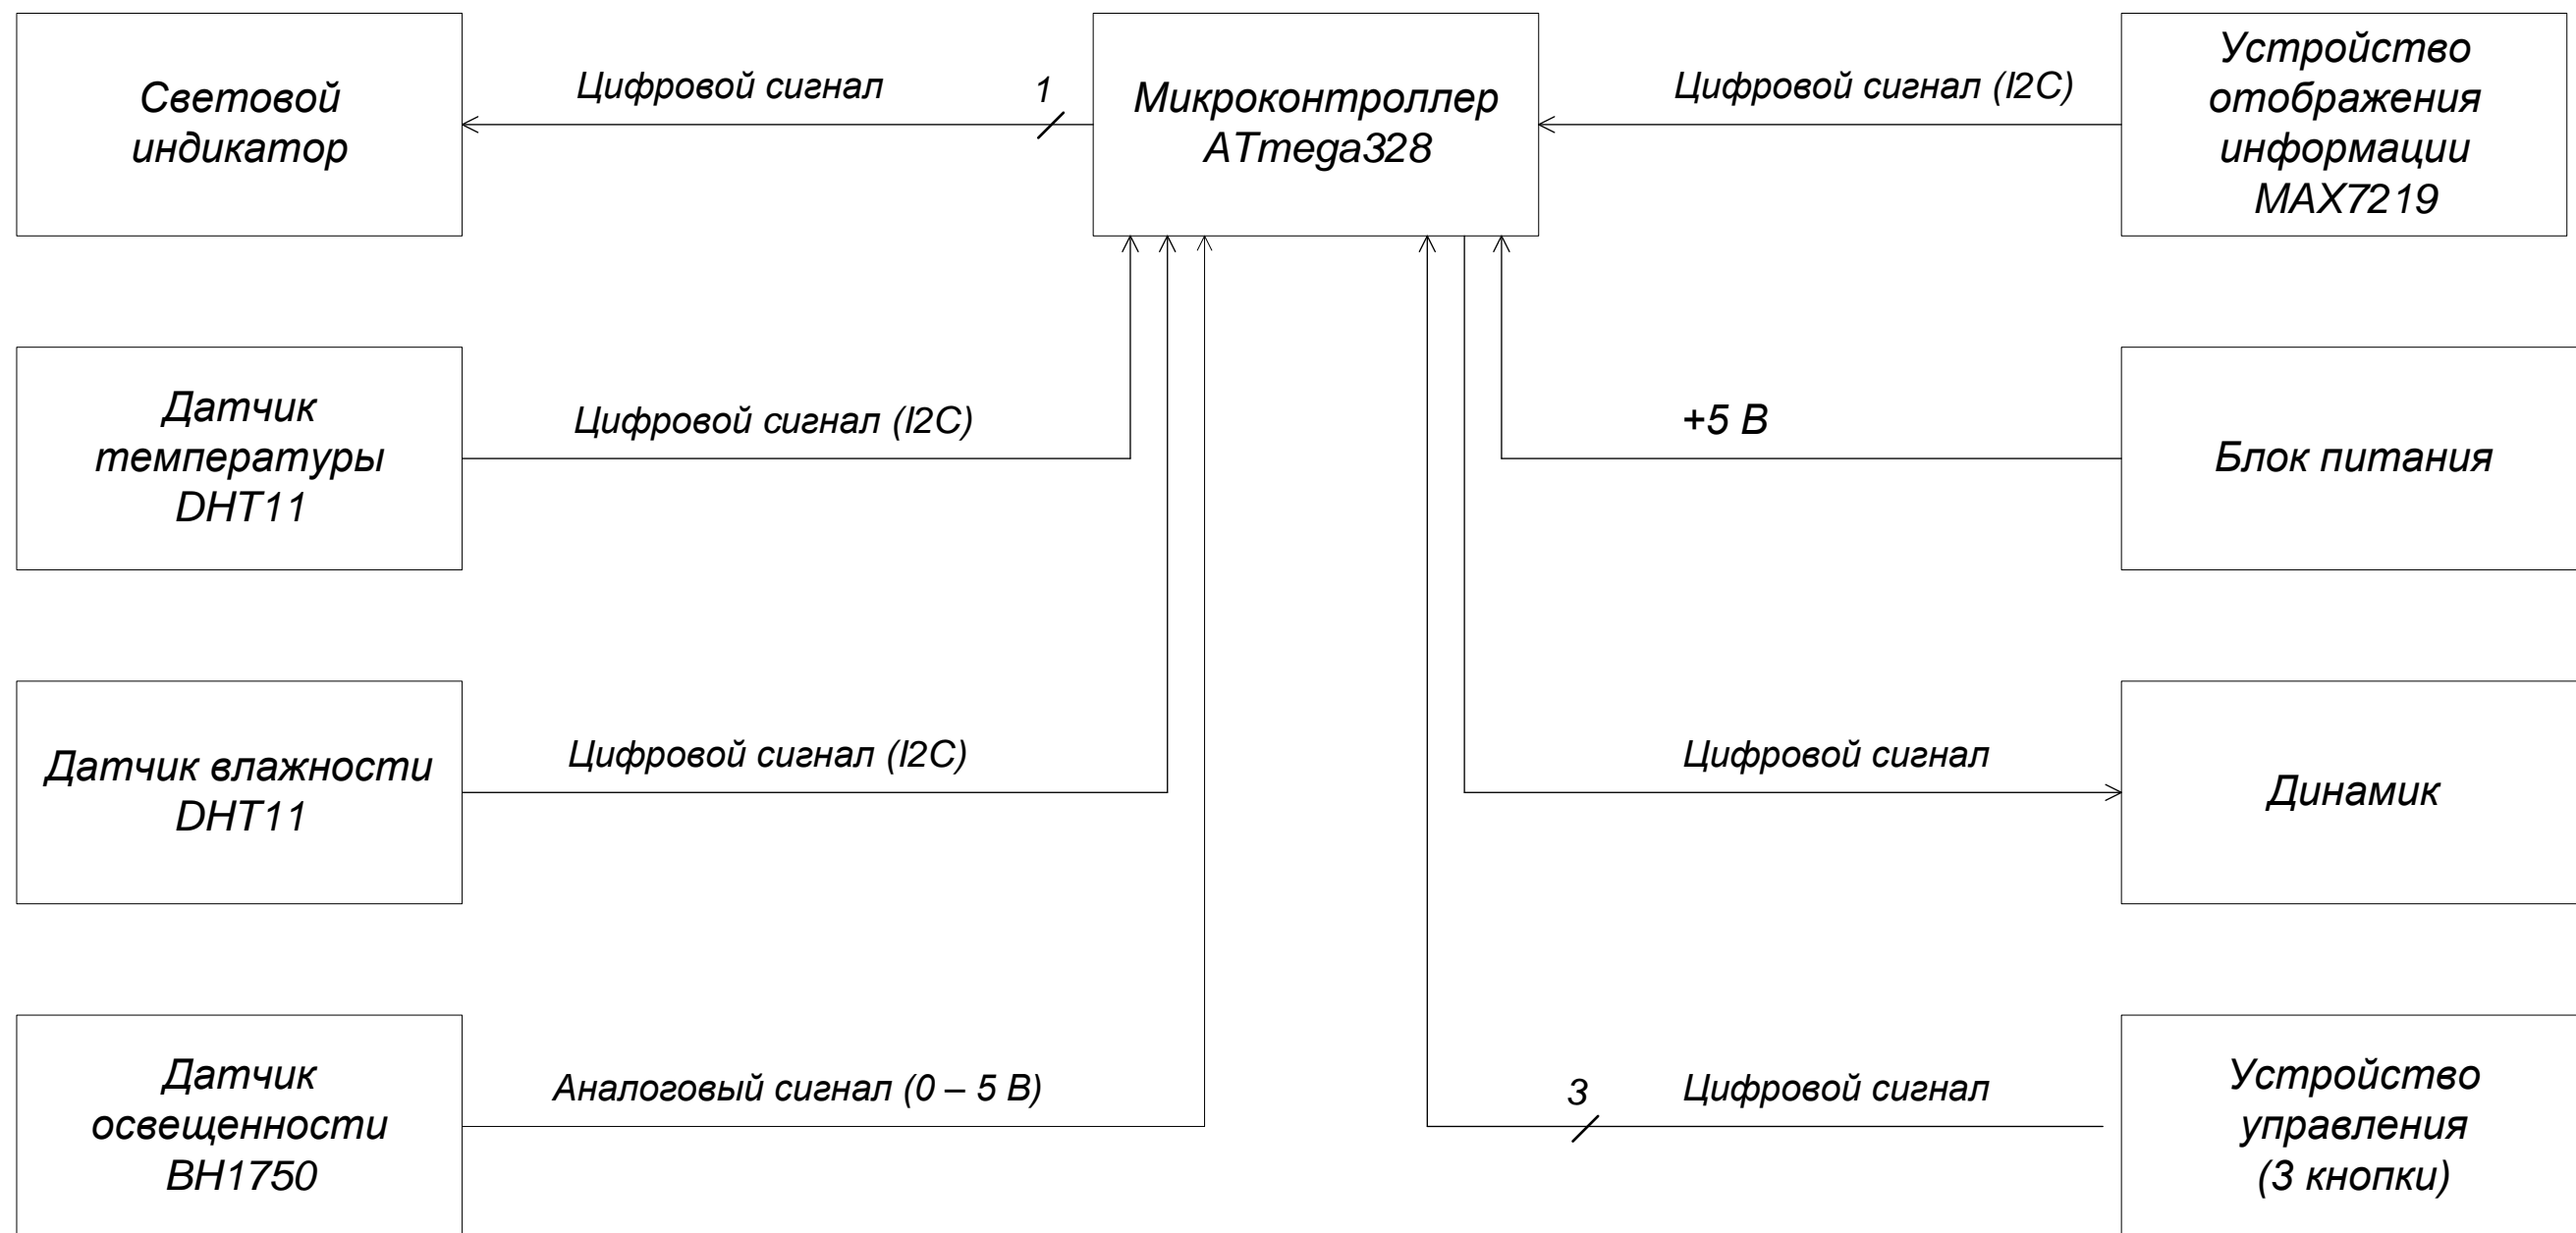 Световой
индикатор
Цифровой сигнал
1
Микроконтроллер
ATmega328
Цифровой сигнал (I2C)
Устройство
отображения
информации
MAX7219
Датчик
температуры
DHT11
Цифровой сигнал (I2C)
+5 В
Блок питания
Датчик влажности
DHT11
Цифровой сигнал (I2C)
Цифровой сигнал
Динамик
Датчик
освещенности
BH1750
Аналоговый сигнал (0 – 5 В)
3
Цифровой сигнал
Устройство
управления
(3 кнопки)